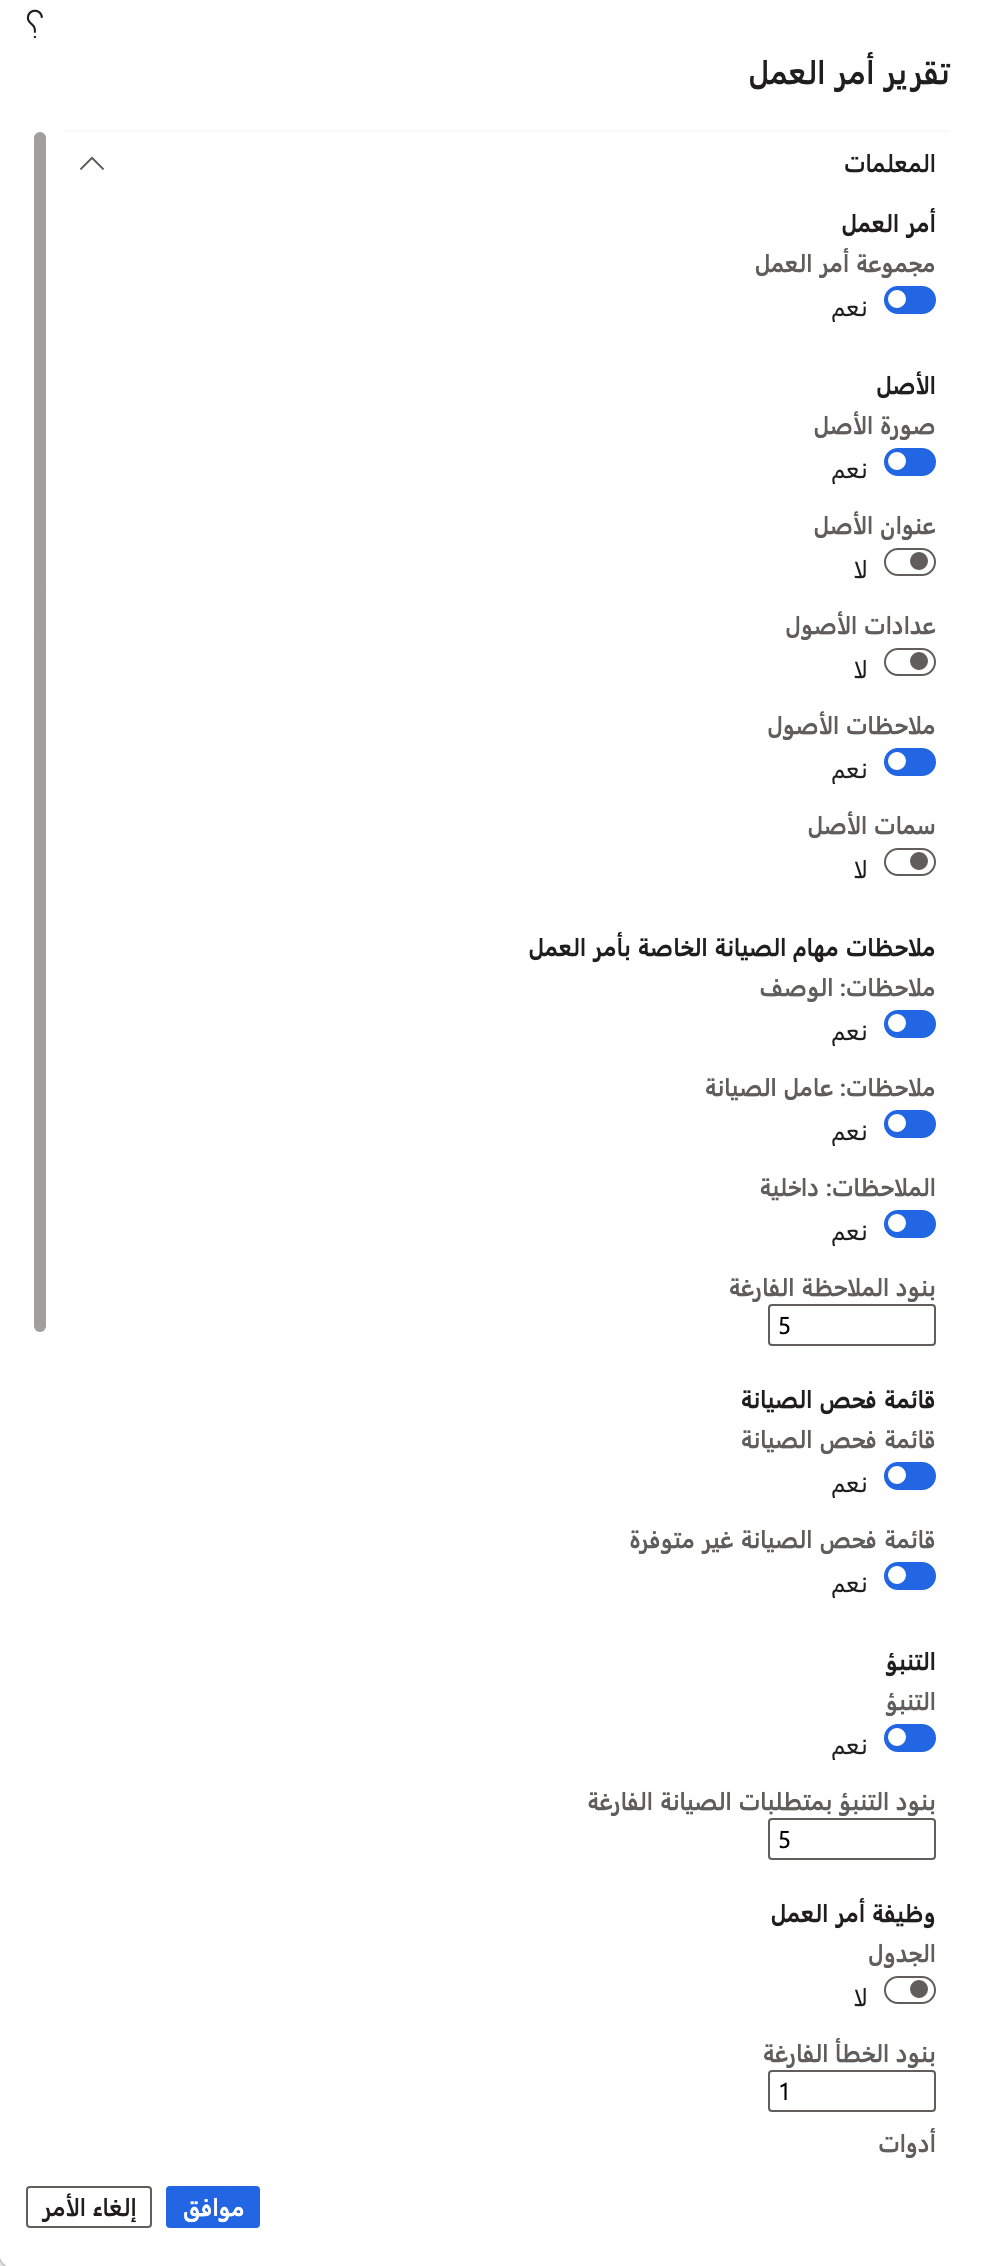 ؟
تقرير أمر العمل
المعلمات
أمر العمل
مجموعة أمر العمل
نعم
الأصل
صورة الأصل
نعم
عنوان الأصل
لا
عدادات الأصول
لا
ملاحظات الأصول
نعم
سمات الأصل
لا
ملاحظات مهام الصيانة الخاصة بأمر العمل
ملاحظات: الوصف
نعم
ملاحظات: عامل الصيانة
نعم
الملاحظات: داخلية
نعم
بنود الملاحظة الفارغة
5
قائمة فحص الصيانة
قائمة فحص الصيانة
نعم
قائمة فحص الصيانة غير متوفرة
نعم
التنبؤ
التنبؤ
نعم
بنود التنبؤ بمتطلبات الصيانة الفارغة
5
وظيفة أمر العمل
الجدول
لا
بنود الخطأ الفارغة
1
أدوات
موافق إلغاء الأمر